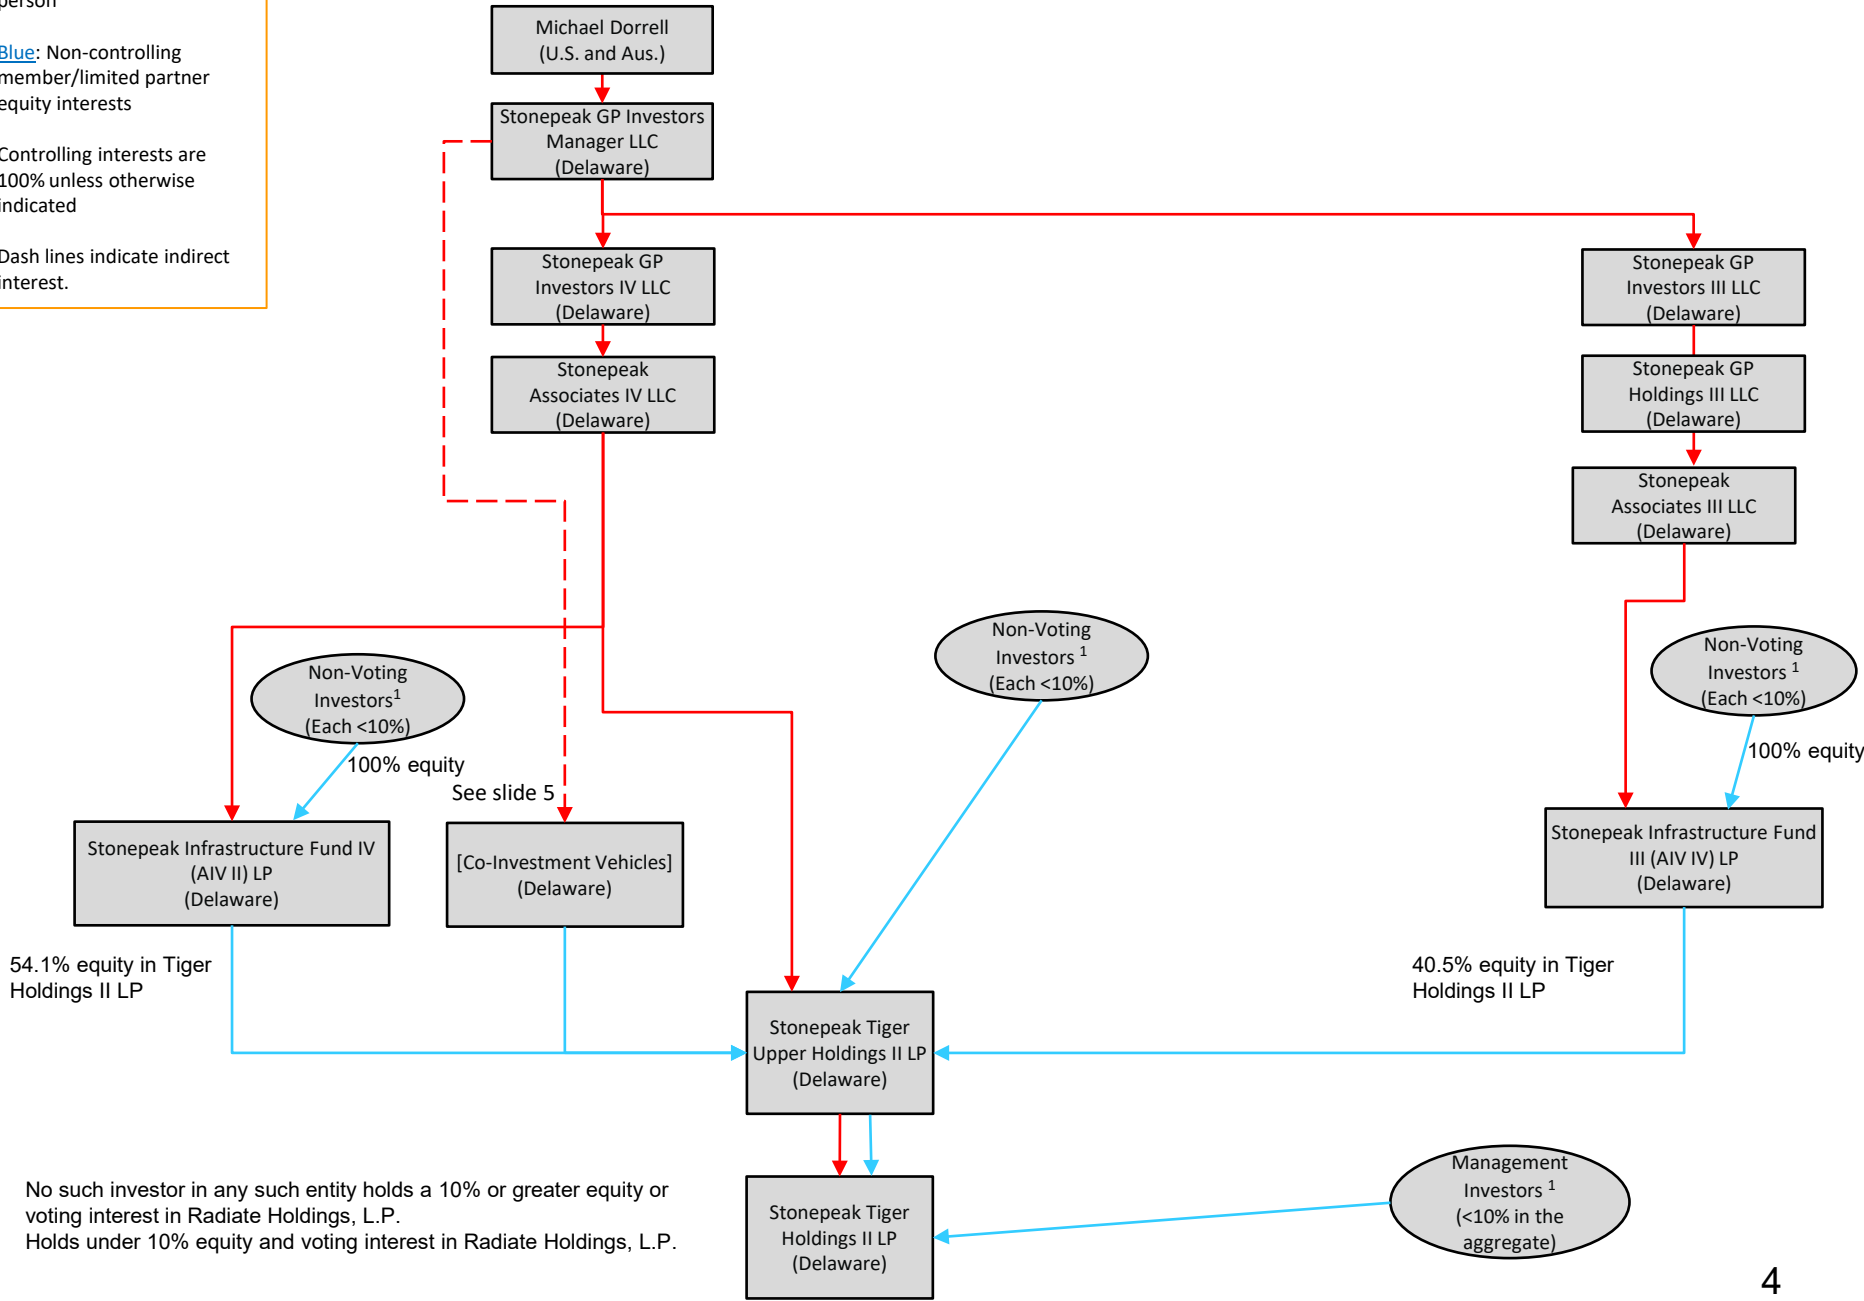 person
Blue: Non-controlling
member/limited partner
equity interests
Controlling interests are
100% unless otherwise
indicated
Dash lines indicate indirect
interest.
Michael Dorrell
(U.S. and Aus.)
Stonepeak GP Investors
Manager LLC
(Delaware)
Stonepeak GP
Investors IV LLC
(Delaware)
Stonepeak GP
Investors III LLC
(Delaware)
Stonepeak
Associates IV LLC
(Delaware)
Stonepeak GP
Holdings III LLC
(Delaware)
Stonepeak
Associates III LLC
(Delaware)
Non-Voting
Investors1
(Each <10%)
Non-Voting
Investors 1
(Each <10%)
Non-Voting
Investors 1
(Each <10%)
100% equity
100% equity
See slide 5
Stonepeak Infrastructure Fund IV
(AIV II) LP
(Delaware)
[Co-Investment Vehicles]
(Delaware)
Stonepeak Infrastructure Fund
III (AIV IV) LP
(Delaware)
54.1% equity in Tiger
Holdings II LP
40.5% equity in Tiger
Holdings II LP
Stonepeak Tiger
Upper Holdings II LP
(Delaware)
Stonepeak Tiger
Holdings II LP
(Delaware)
Management
Investors 1
(<10% in the
aggregate)
No such investor in any such entity holds a 10% or greater equity or
voting interest in Radiate Holdings, L.P.
Holds under 10% equity and voting interest in Radiate Holdings, L.P.
4